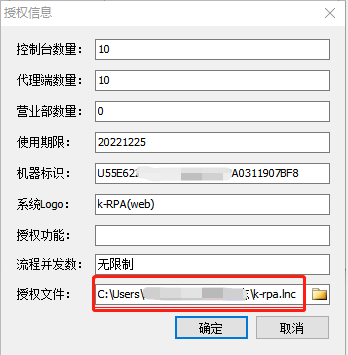 授权信息
控制台数量： 10
代理端数量： 10
营业部数量： 0
使用期限： 20221225
机器标识： U55E622 A0311907BF8
系统Logo： k-RPA(web)
授权功能：
流程并发数： 无限制
授权文件： C:\Users\ \k-rpa.lnc
确定 取消